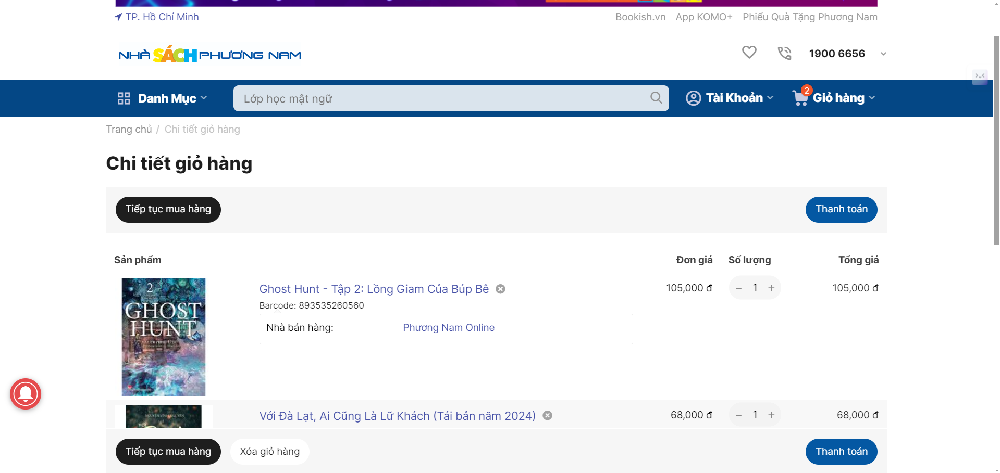 TP. Hồ Chí Minh
Bookish.vn App KOMO+ Phiếu Quà Tặng Phương Nam
NHÀ SÁCH PHƯƠNG NAM
1900 6656
Danh Mục
Lớp học mật ngữ
Tài Khoản
2
Giỏ hàng
Trang chủ / Chi tiết giỏ hàng
Chi tiết giỏ hàng
Tiếp tục mua hàng
Thanh toán
Sản phẩm Đơn giá Số lượng Tổng giá
2
GHOST
HUNT
Fuyumi Ono
Ghost Hunt - Tập 2: Lồng Giam Của Búp Bê
105,000 đ – 1 + 105,000 đ
Barcode: 893535260560
Nhà bán hàng: Phương Nam Online
NGUYỄN VĨNH NGUYÊN
Với
Với Đà Lạt, Ai Cũng Là Lữ Khách (Tái bản năm 2024)
68,000 đ – 1 + 68,000 đ
Tiếp tục mua hàng
Xóa giỏ hàng
Thanh toán